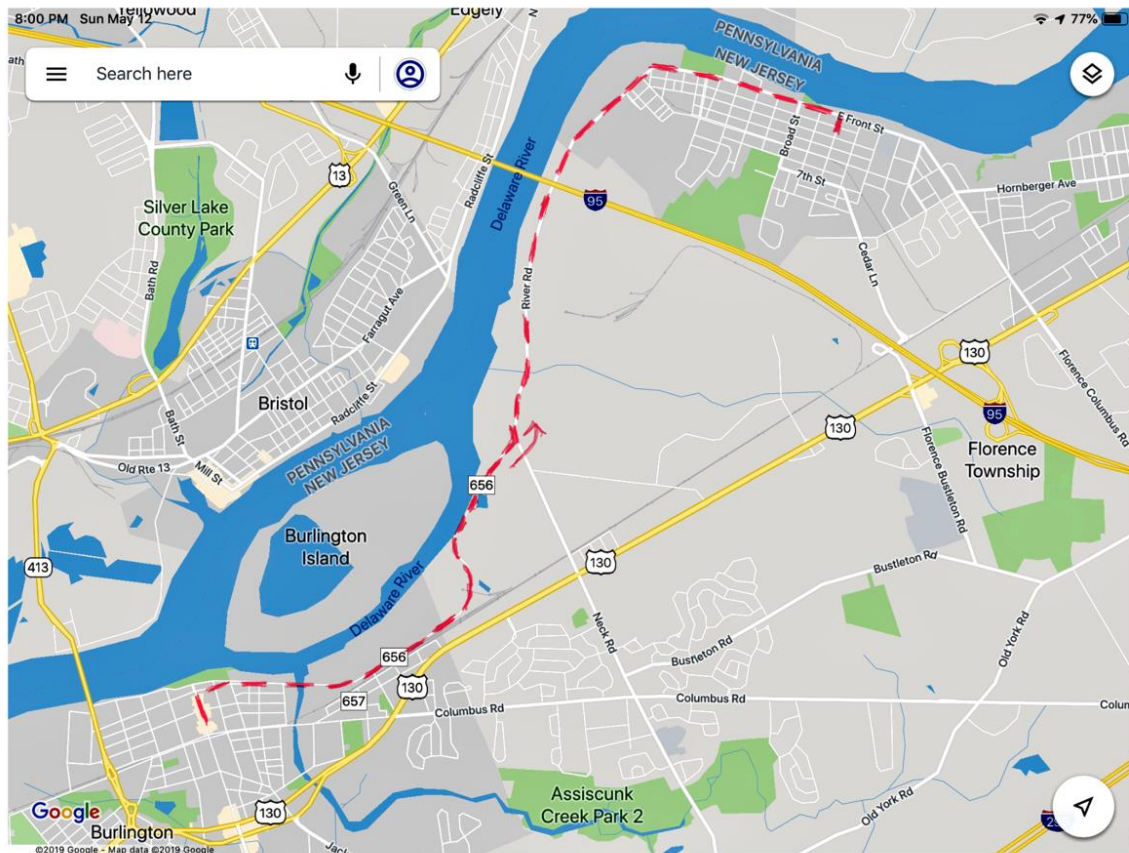 8:00 PM Sun May 12
77%
Yellwood
Edgely
Search here
PENNSYLVANIA
NEW JERSEY
E Front St
Broad St
7th St
Hornberger Ave
13
Radcliffe St
Green Ln
Delaware River
95
Silver Lake
County Park
Bath Rd
Cedar Ln
River Rd
Farragut Ave
130
Florence Columbus Rd
Bristol
Radcliffe St
Bath St
95
130
Florence
Township
Old Rte 13
Mill St
PENNSYLVANIA
NEW JERSEY
656
Florence Bustleton Rd
Burlington
Island
413
130
Bustleton Rd
Delaware River
Neck Rd
Old York Rd
656
Bustleton Rd
130
657
Columbus Rd
Columbus Rd
Colum
Assiscunk
Creek Park 2
Old York Rd
Google
130
Burlington
©2019 Google - Map data ©2019 Google